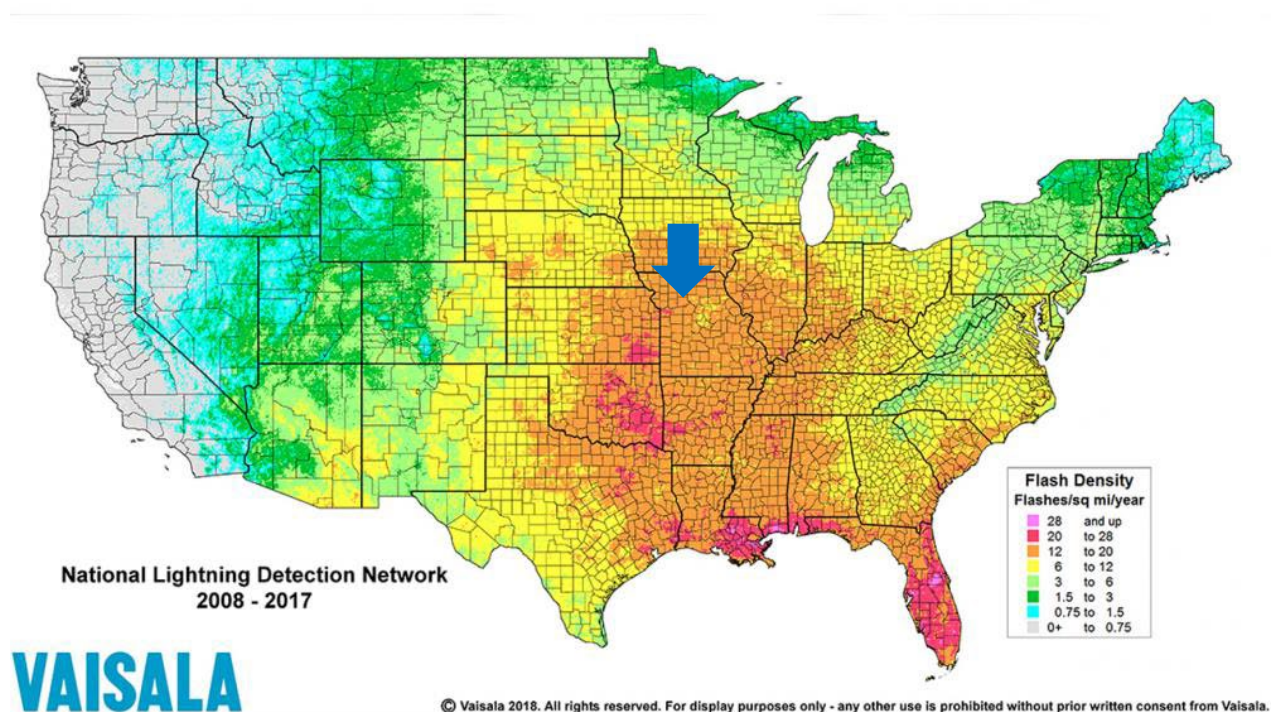 Flash Density
Flashes/sq mi/year
28 and up
20 to 28
12 to 20
6 to 12
3 to 6
1.5 to 3
0.75 to 1.5
0+ to 0.75
National Lightning Detection Network
2008 - 2017
VAISALA
© Vaisala 2018. All rights reserved. For display purposes only - any other use is prohibited without prior written consent from Vaisala.